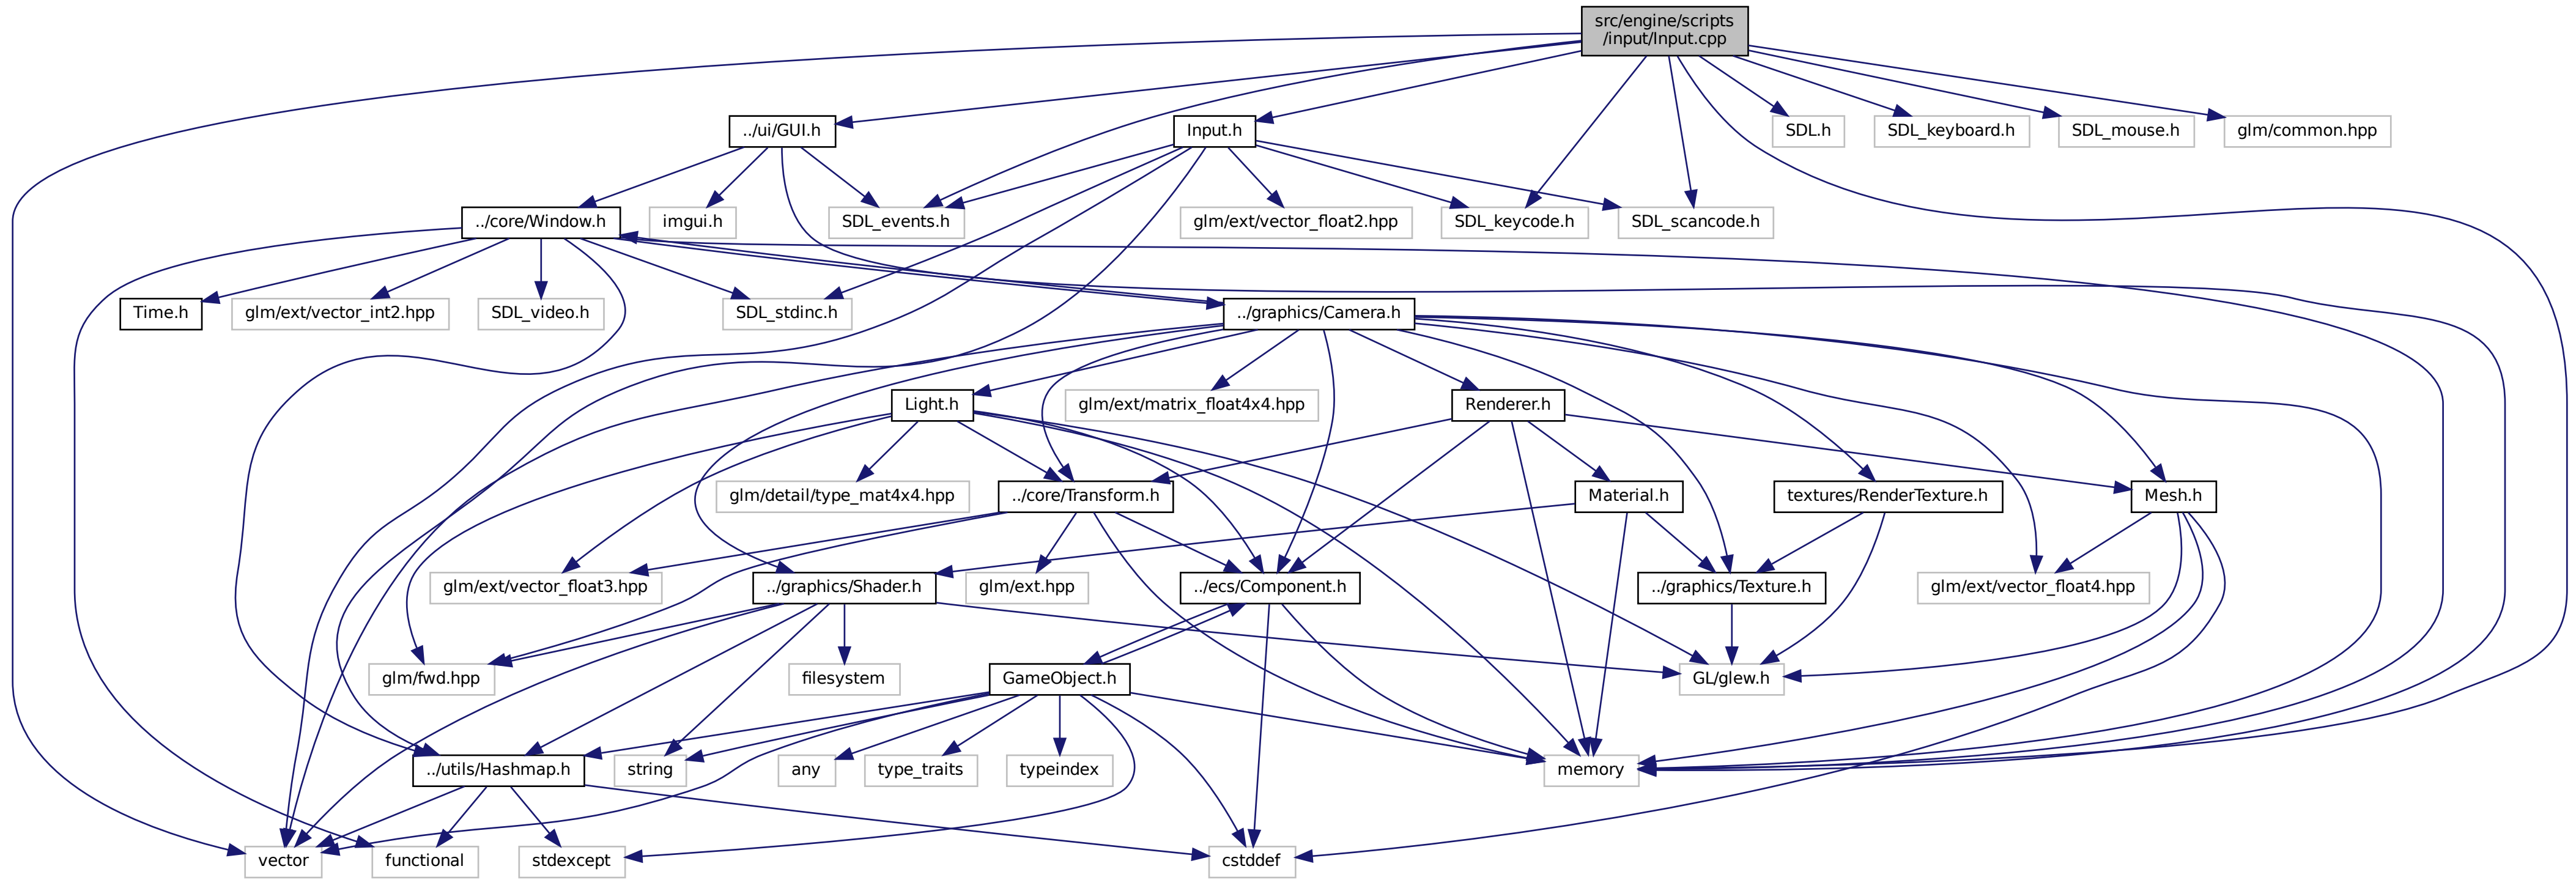 src/engine/scripts
/input/Input.cpp
../ui/GUI.h
Input.h
SDL.h
SDL_keyboard.h
SDL_mouse.h
glm/common.hpp
../core/Window.h
imgui.h
SDL_events.h
glm/ext/vector_float2.hpp
SDL_keycode.h
SDL_scancode.h
Time.h
glm/ext/vector_int2.hpp
SDL_video.h
SDL_stdinc.h
../graphics/Camera.h
Light.h
glm/ext/matrix_float4x4.hpp
Renderer.h
glm/detail/type_mat4x4.hpp
../core/Transform.h
Material.h
textures/RenderTexture.h
Mesh.h
glm/ext/vector_float3.hpp
../graphics/Shader.h
glm/ext.hpp
../ecs/Component.h
../graphics/Texture.h
glm/ext/vector_float4.hpp
glm/fwd.hpp
filesystem
GameObject.h
GL/glew.h
../utils/Hashmap.h
string
any
type_traits
typeindex
memory
vector
functional
stdexcept
cstddef